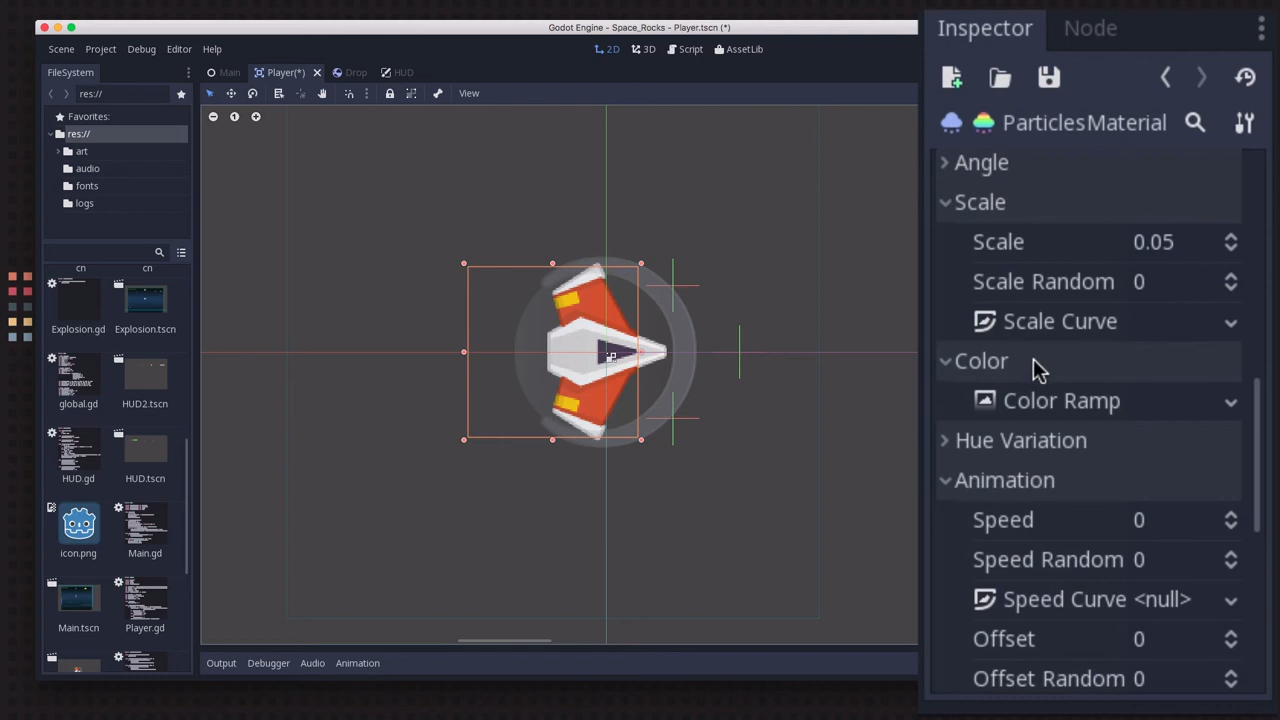 Godot Engine - Space_Rocks - Player.tscn (*)
Scene Project Debug Editor Help
2D 3D Script AssetLib
FileSystem
Main Player(*) Drop HUD
res://
View
Favorites:
res://
art
audio
fonts
logs
cn cn
Explosion.gd Explosion.tscn
global.gd HUD2.tscn
HUD.gd HUD.tscn
icon.png Main.gd
Main.tscn Player.gd
Output Debugger Audio Animation
Inspector Node
ParticlesMaterial
Angle
Scale
Scale 0.05
Scale Random 0
Scale Curve
Color
Color Ramp
Hue Variation
Animation
Speed 0
Speed Random 0
Speed Curve <null>
Offset 0
Offset Random 0